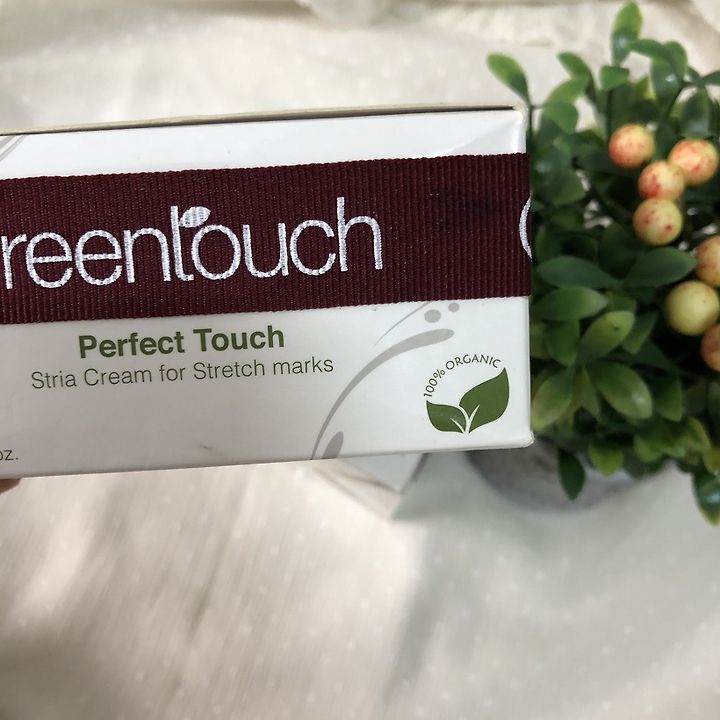 reentouch
Perfect Touch
Stria Cream for Stretch marks
100% ORGANIC
oz.